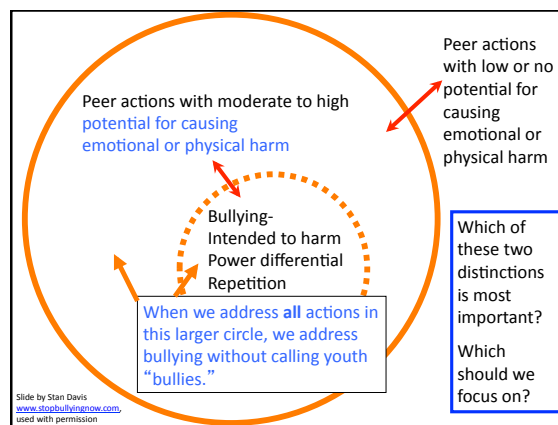 Peer actions
with low or no
potential for
causing
emotional or
physical harm
Peer actions with moderate to high
potential for causing
emotional or physical harm
Bullying-
Intended to harm
Power differential
Repetition
When we address all actions in
this larger circle, we address
bullying without calling youth
“bullies.”
Which of
these two
distinctions
is most
important?
Which
should we
focus on?
Slide by Stan Davis
www.stopbullyingnow.com,
used with permission